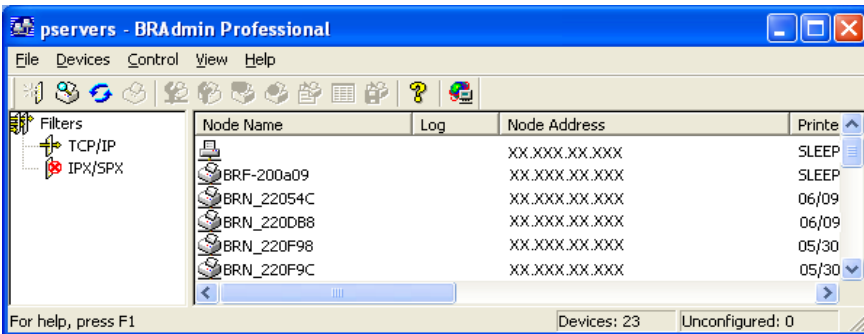 pservers - BRAdmin Professional
File Devices Control View Help
Filters
TCP/IP
IPX/SPX
Node Name Log Node Address Printe
XX.XXX.XX.XXX SLEEP
BRF-200a09 XX.XXX.XX.XXX SLEEP
BRN_22054C XX.XXX.XX.XXX 06/09
BRN_220DB8 XX.XXX.XX.XXX 06/09
BRN_220F98 XX.XXX.XX.XXX 05/30
BRN_220F9C XX.XXX.XX.XXX 05/30
For help, press F1 Devices: 23 Unconfigured: 0